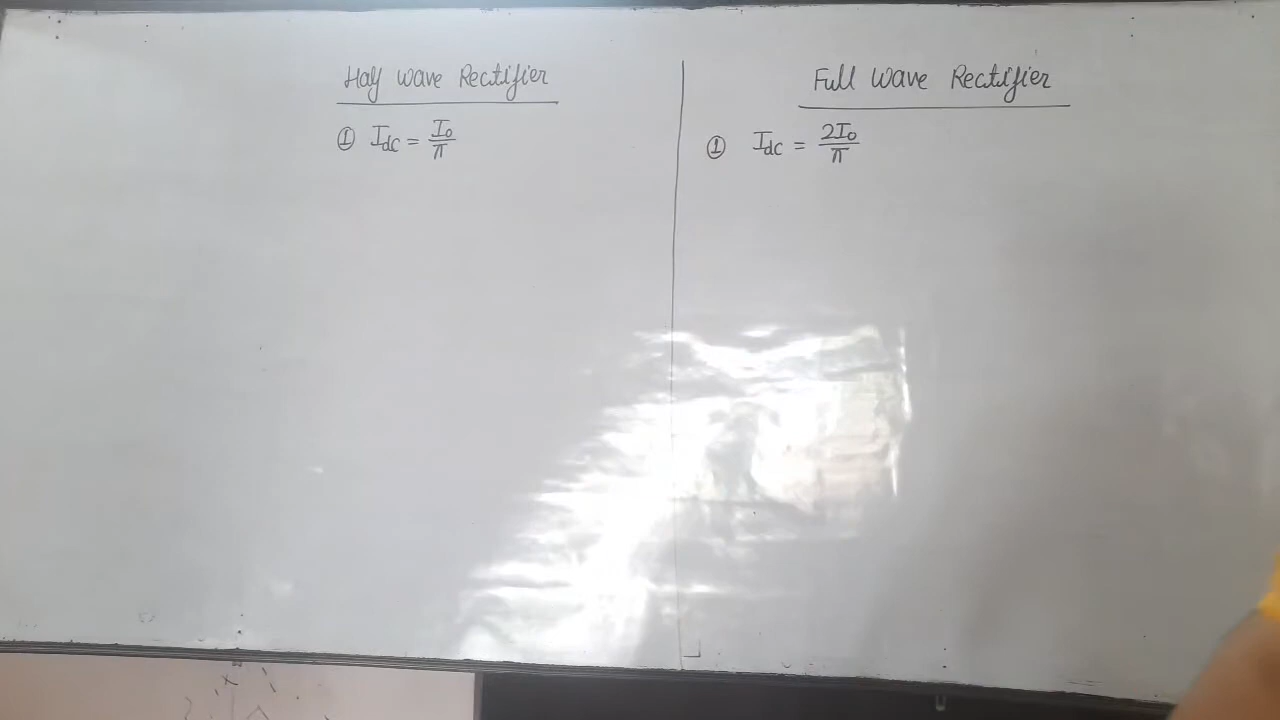 Half Wave Rectifier
① Idc = I₀/π
Full Wave Rectifier
① Idc = 2I₀/π